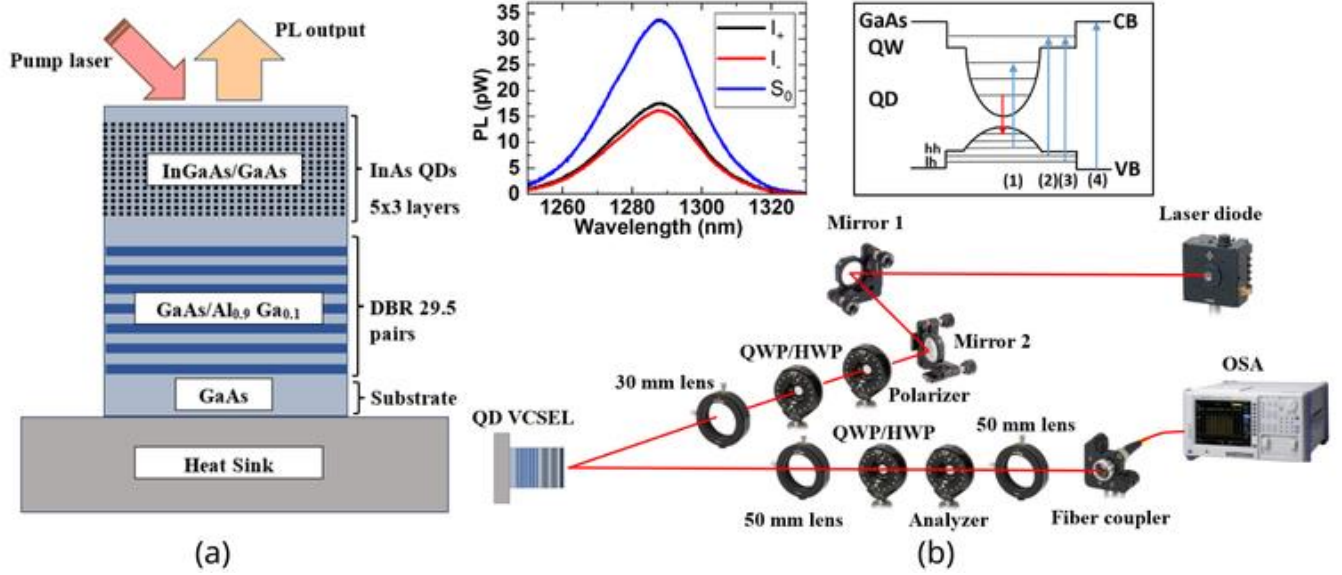 Pump laser
PL output
InGaAs/GaAs
InAs QDs
5x3 layers
GaAs/Al0.9 Ga0.1
DBR 29.5
pairs
GaAs
Substrate
Heat Sink
(a)
PL (pW)
35
30
25
20
15
10
5
0
1260
1280
1300
1320
Wavelength (nm)
I+
I-
S0
GaAs
CB
QW
QD
hh
lh
VB
(1)
(2)
(3)
(4)
Mirror 1
Laser diode
Mirror 2
QWP/HWP
Polarizer
30 mm lens
OSA
QD VCSEL
QWP/HWP
50 mm lens
50 mm lens
Analyzer
Fiber coupler
(b)